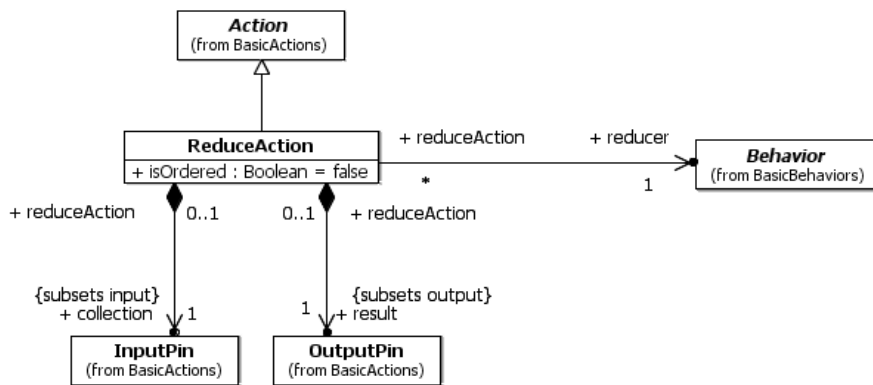 Action
(from BasicActions)
ReduceAction
+ isOrdered : Boolean = false
+ reduceAction
+ reducer
*
1
Behavior
(from BasicBehaviors)
+ reduceAction
0..1
0..1
+ reduceAction
{subsets input}
+ collection
1
{subsets output}
1
+ result
InputPin
(from BasicActions)
OutputPin
(from BasicActions)